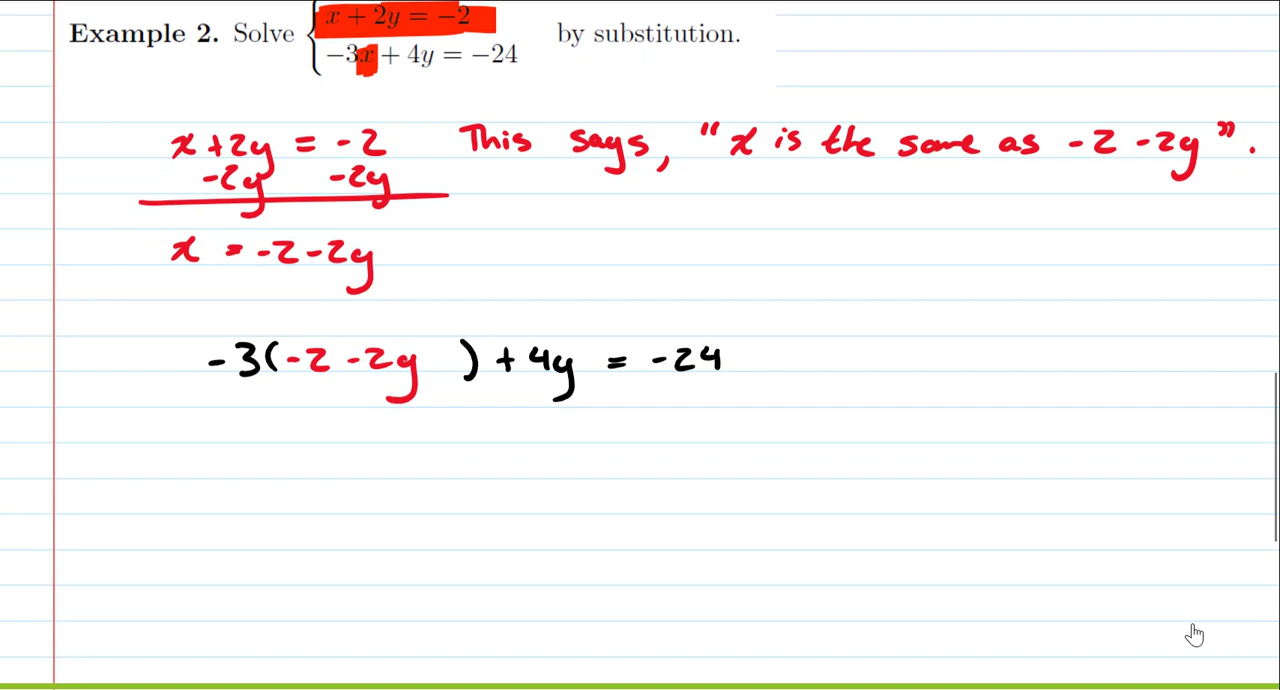 Example 2. Solve { x + 2y = −2 by substitution.
−3x + 4y = −24
x + 2y = -2 This says, "x is the same as -2 -2y".
-2y -2y
x = -2 -2y
-3(-2 -2y ) + 4y = -24